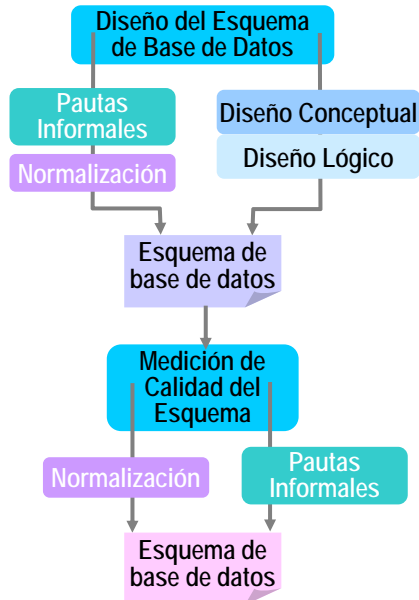 Diseño del Esquema
de Base de Datos
Pautas
Informales
Normalización
Diseño Conceptual
Diseño Lógico
Esquema de
base de datos
Medición de
Calidad del
Esquema
Normalización
Pautas
Informales
Esquema de
base de datos